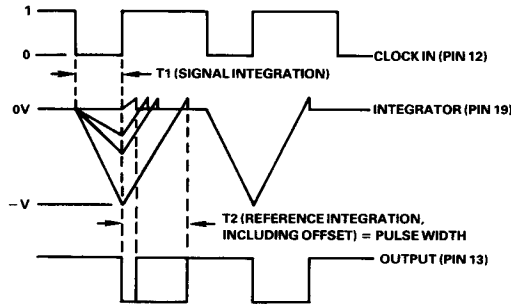 1
0
CLOCK IN (PIN 12)
T1 (SIGNAL INTEGRATION)
0V
INTEGRATOR (PIN 19)
–V
T2 (REFERENCE INTEGRATION,
INCLUDING OFFSET) = PULSE WIDTH
OUTPUT (PIN 13)